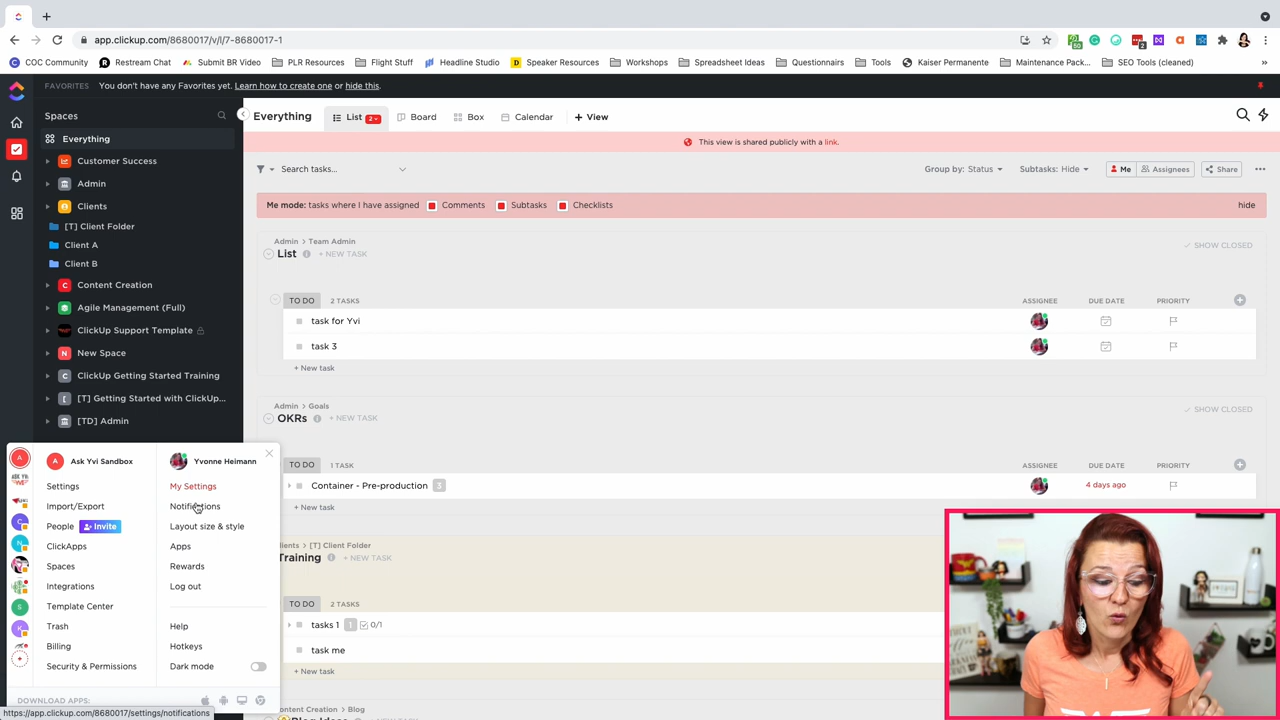 app.clickup.com/8680017/v/l/7-8680017-1
COC Community
Restream Chat
Submit BR Video
PLR Resources
Flight Stuff
Headline Studio
Speaker Resources
Workshops
Spreadsheet Ideas
Questionnairs
Tools
Kaiser Permanente
Maintenance Pack...
SEO Tools (cleaned)
»
FAVORITES You don't have any Favorites yet. Learn how to create one or hide this.
Spaces
Everything
Customer Success
Admin
Clients
[T] Client Folder
Client A
Client B
Content Creation
Agile Management (Full)
ClickUp Support Template
New Space
ClickUp Getting Started Training
[T] Getting Started with ClickUp...
[TD] Admin
Everything
List 2
Board
Box
Calendar
+ View
This view is shared publicly with a link.
Search tasks...
Group by: Status
Subtasks: Hide
Me
Assignees
Share
Me mode: tasks where I have assigned
Comments
Subtasks
Checklists
hide
Admin > Team Admin
SHOW CLOSED
List
+ NEW TASK
TO DO
2 TASKS
ASSIGNEE
DUE DATE
PRIORITY
task for Yvi
task 3
+ New task
Admin > Goals
SHOW CLOSED
OKRs
+ NEW TASK
TO DO
1 TASK
ASSIGNEE
DUE DATE
PRIORITY
Container - Pre-production 3
4 days ago
+ New task
lients > [T] Client Folder
Training
+ NEW TASK
TO DO
2 TASKS
tasks 1 1 0/1
task me
+ New task
ontent Creation > Blog
Blog Ideas
A
Ask Yvi Sandbox
Settings
Import/Export
People Invite
ClickApps
Spaces
Integrations
Template Center
Trash
Billing
Security & Permissions
Yvonne Heimann
My Settings
Notifications
Layout size & style
Apps
Rewards
Log out
Help
Hotkeys
Dark mode
DOWNLOAD APPS:
https://app.clickup.com/8680017/settings/notifications